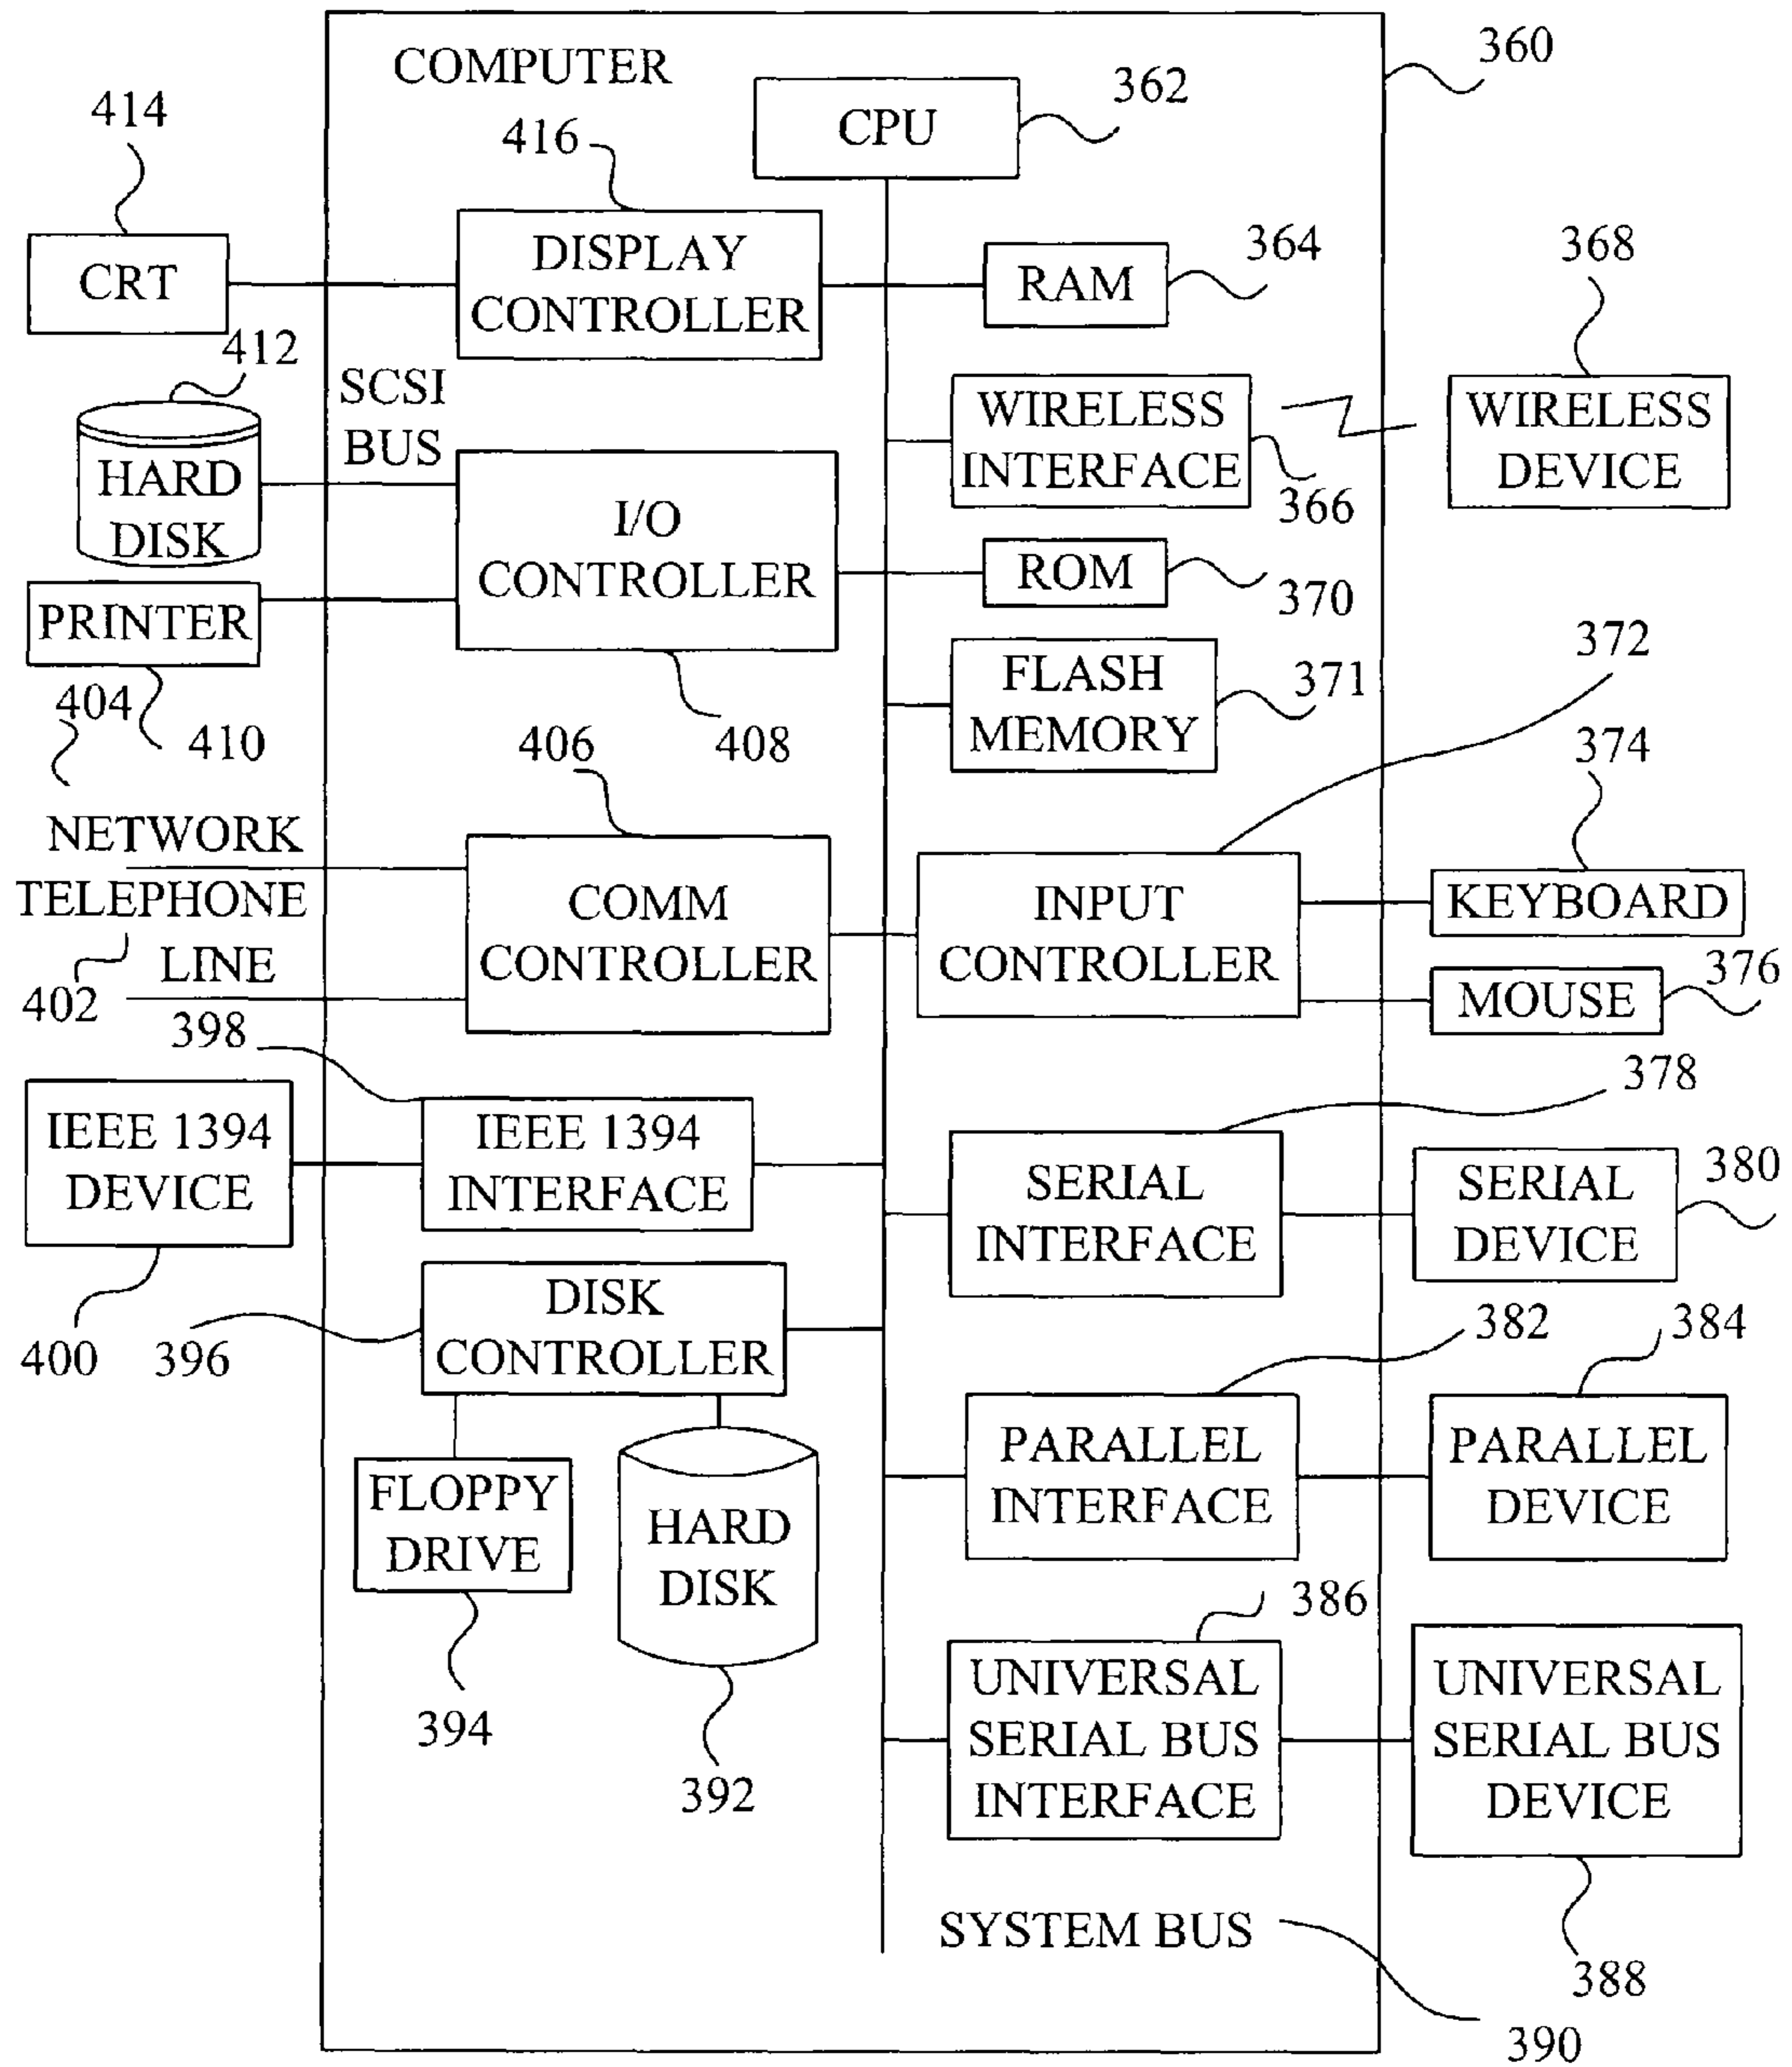 COMPUTER
360
414
416
CPU
362
CRT
DISPLAY
CONTROLLER
RAM
364
368
412
SCSI
BUS
WIRELESS
INTERFACE
366
WIRELESS
DEVICE
HARD
DISK
I/O
CONTROLLER
ROM
370
PRINTER
372
404
410
408
FLASH
MEMORY
371
406
374
NETWORK
TELEPHONE
LINE
402
COMM
CONTROLLER
INPUT
CONTROLLER
KEYBOARD
MOUSE
376
398
378
IEEE 1394
DEVICE
IEEE 1394
INTERFACE
SERIAL
INTERFACE
SERIAL
DEVICE
380
400
396
DISK
CONTROLLER
382
384
FLOPPY
DRIVE
HARD
DISK
PARALLEL
INTERFACE
PARALLEL
DEVICE
386
394
392
UNIVERSAL
SERIAL BUS
INTERFACE
UNIVERSAL
SERIAL BUS
DEVICE
SYSTEM BUS
388
390